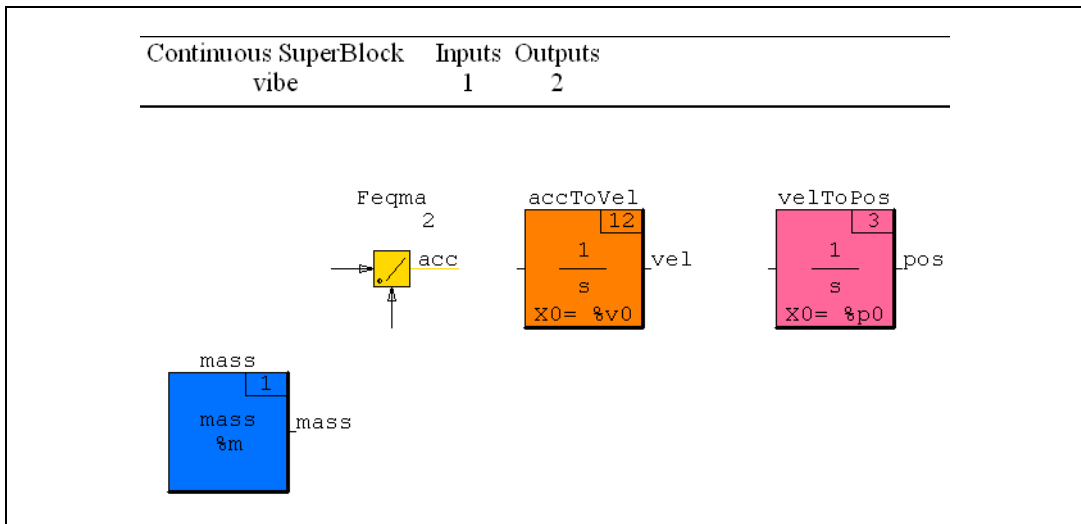 Continuous SuperBlock Inputs Outputs
vibe 1 2
Feqma
2
acc
accToVel
12
1
s
X0= %v0
vel
velToPos
3
1
s
X0= %p0
pos
mass
1
mass
%m
mass